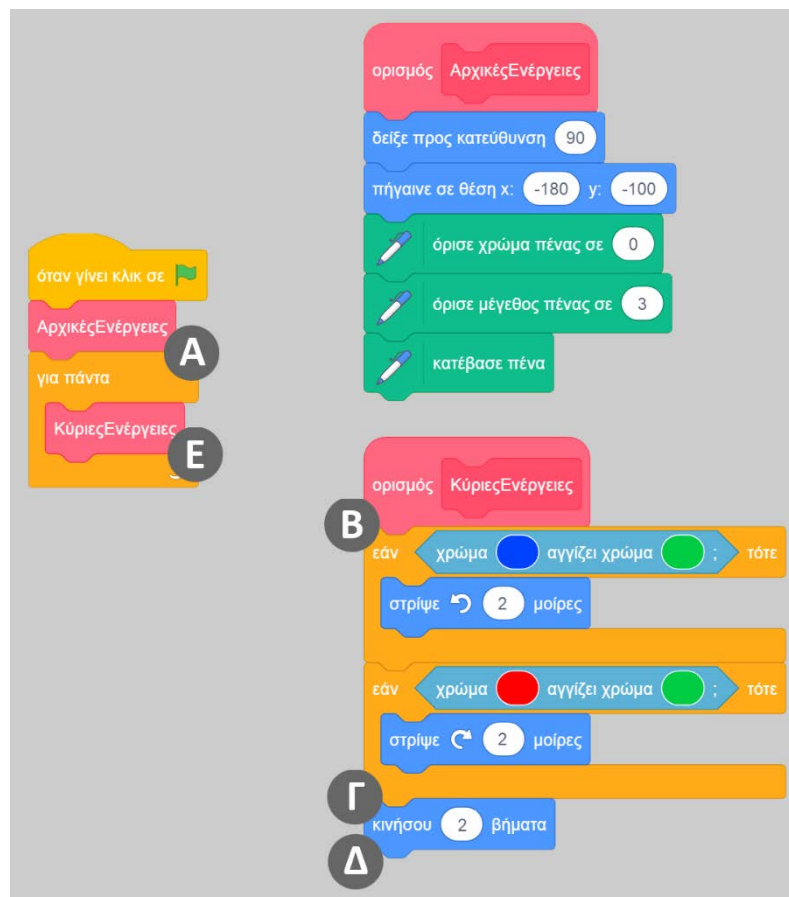 όταν γίνει κλικ σε
ΑρχικέςΕνέργειες
Α
για πάντα
ΚύριεςΕνέργειες
Ε
ορισμός ΑρχικέςΕνέργειες
δείξε προς κατεύθυνση 90
πήγαινε σε θέση x: -180 y: -100
όρισε χρώμα πένας σε 0
όρισε μέγεθος πένας σε 3
κατέβασε πένα
ορισμός ΚύριεςΕνέργειες
Β
εάν χρώμα αγγίζει χρώμα ; τότε
στρίψε 2 μοίρες
εάν χρώμα αγγίζει χρώμα ; τότε
στρίψε 2 μοίρες
Γ
κινήσου 2 βήματα
Δ